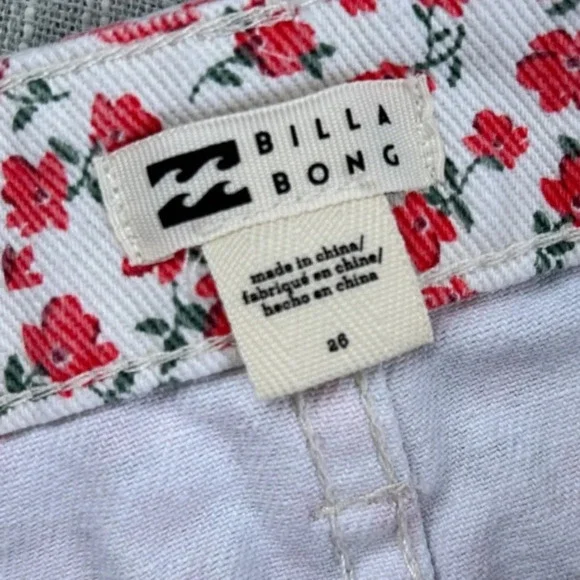 BILLA
BONG
made in china/
fabriqué en chine/
hecho en china
26